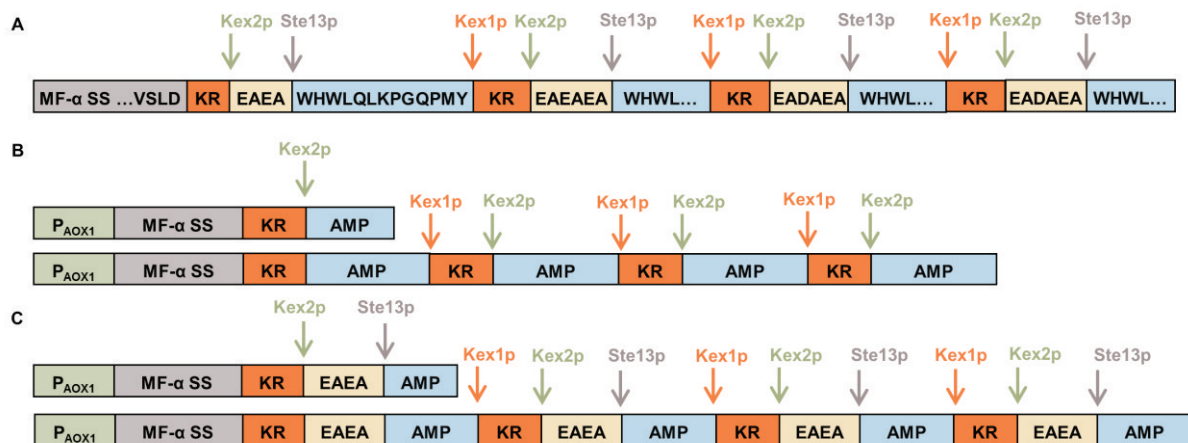 A
Kex2p Ste13p Kex1p Kex2p Ste13p Kex1p Kex2p Ste13p Kex1p Kex2p Ste13p
MF-α SS ...VSLD KR EAEA WHWLQLKPGQPMY KR EAEAEA WHWL... KR EADAEA WHWL... KR EADAEA WHWL...
B
Kex2p
PAOX1 MF-α SS KR AMP
Kex1p Kex2p Kex1p Kex2p Kex1p Kex2p
PAOX1 MF-α SS KR AMP KR AMP KR AMP KR AMP
C
Kex2p Ste13p
PAOX1 MF-α SS KR EAEA AMP
Kex1p Kex2p Ste13p Kex1p Kex2p Ste13p Kex1p Kex2p Ste13p
PAOX1 MF-α SS KR EAEA AMP KR EAEA AMP KR EAEA AMP KR EAEA AMP